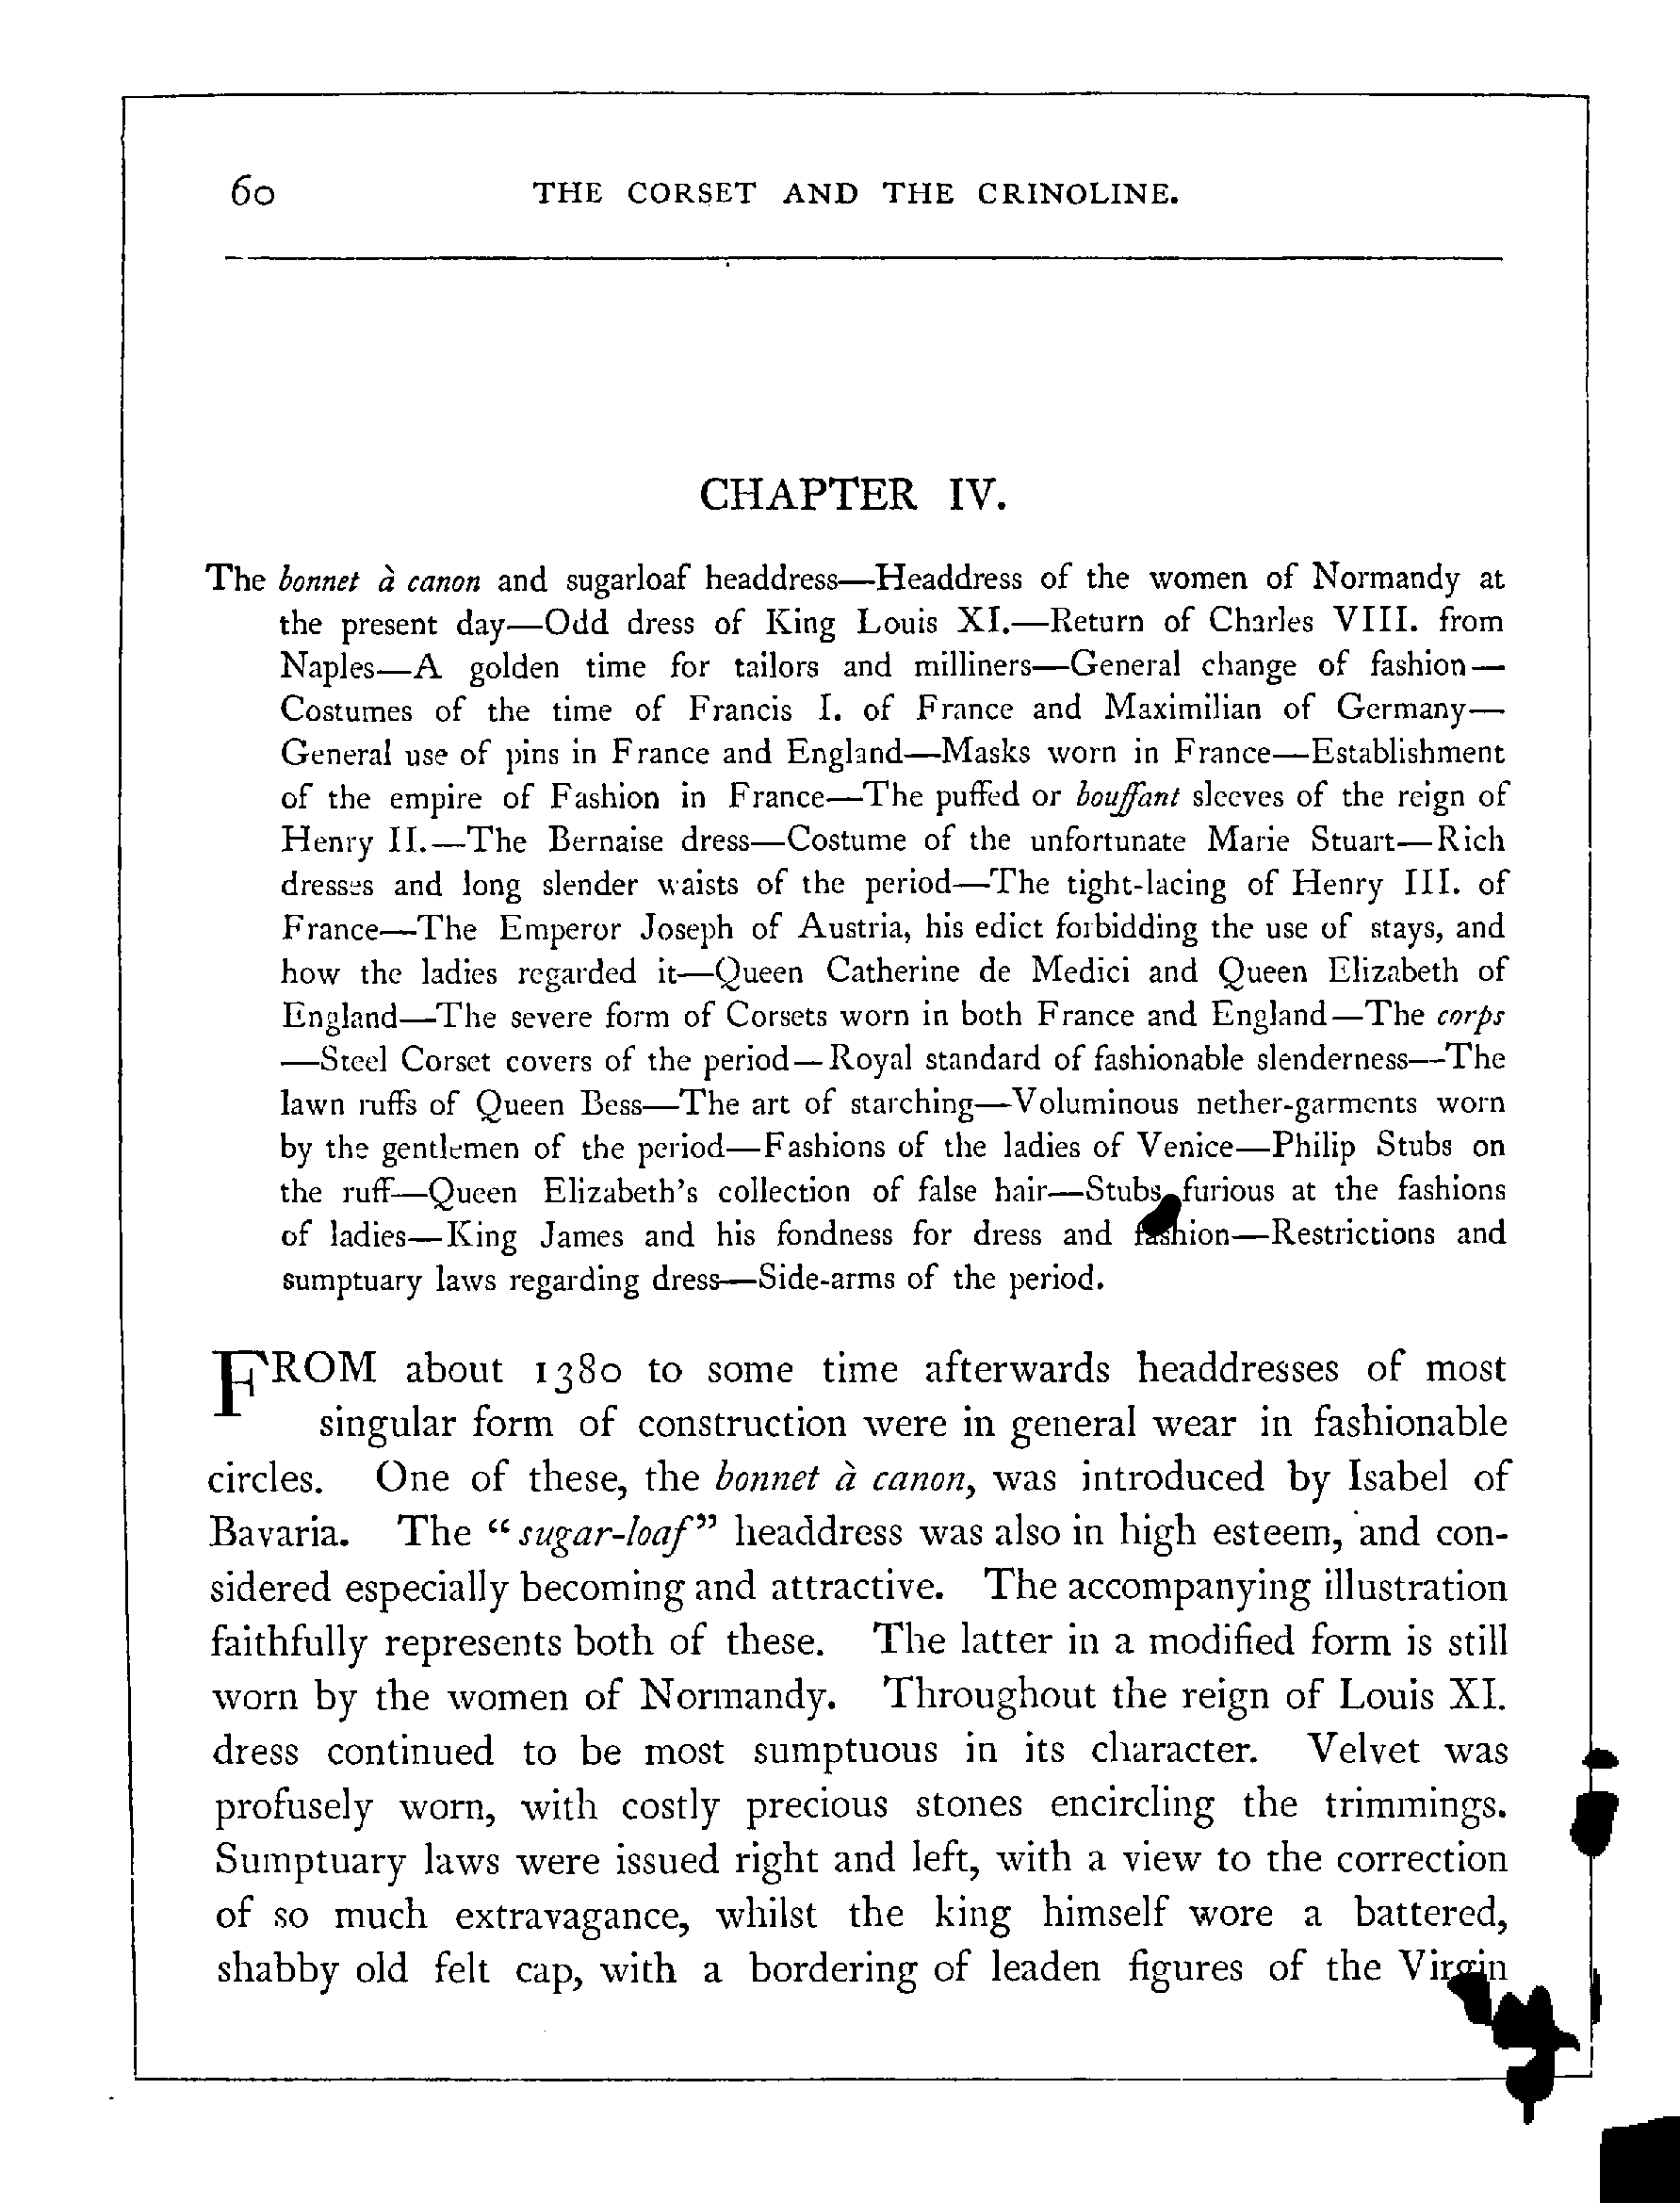 60 THE CORSET AND THE CRINOLINE.
CHAPTER IV.
The bonnet à canon and sugarloaf headdress—Headdress of the women of Normandy at
the present day—Odd dress of King Louis XI.—Return of Charles VIII. from
Naples—A golden time for tailors and milliners—General change of fashion—
Costumes of the time of Francis I. of France and Maximilian of Germany—
General use of pins in France and England—Masks worn in France—Establishment
of the empire of Fashion in France—The puffed or bouffant sleeves of the reign of
Henry II.—The Bernaise dress—Costume of the unfortunate Marie Stuart—Rich
dresses and long slender waists of the period—The tight-lacing of Henry III. of
France—The Emperor Joseph of Austria, his edict forbidding the use of stays, and
how the ladies regarded it—Queen Catherine de Medici and Queen Elizabeth of
England—The severe form of Corsets worn in both France and England—The corps
—Steel Corset covers of the period—Royal standard of fashionable slenderness—The
lawn ruffs of Queen Bess—The art of starching—Voluminous nether-garments worn
by the gentlemen of the period—Fashions of the ladies of Venice—Philip Stubs on
the ruff—Queen Elizabeth's collection of false hair—Stubs furious at the fashions
of ladies—King James and his fondness for dress and fashion—Restrictions and
sumptuary laws regarding dress—Side-arms of the period.
FROM about 1380 to some time afterwards headdresses of most
singular form of construction were in general wear in fashionable
circles. One of these, the bonnet à canon, was introduced by Isabel of
Bavaria. The "sugar-loaf" headdress was also in high esteem, and con-
sidered especially becoming and attractive. The accompanying illustration
faithfully represents both of these. The latter in a modified form is still
worn by the women of Normandy. Throughout the reign of Louis XI.
dress continued to be most sumptuous in its character. Velvet was
profusely worn, with costly precious stones encircling the trimmings.
Sumptuary laws were issued right and left, with a view to the correction
of so much extravagance, whilst the king himself wore a battered,
shabby old felt cap, with a bordering of leaden figures of the Virgin